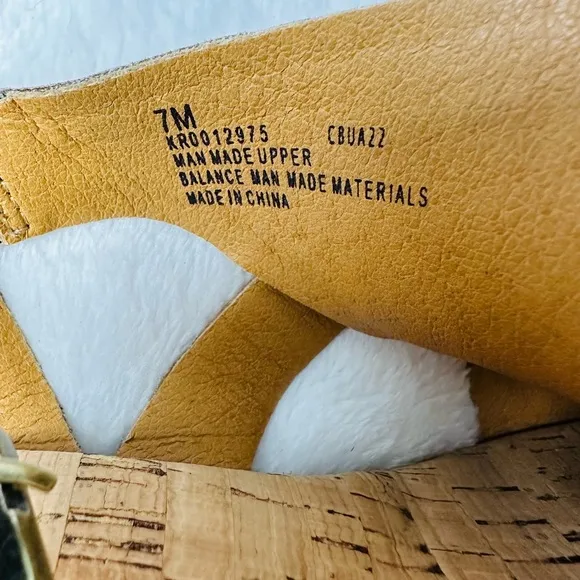 7M
KR0012975 CBUA22
MAN MADE UPPER
BALANCE MAN MADE MATERIALS
MADE IN CHINA